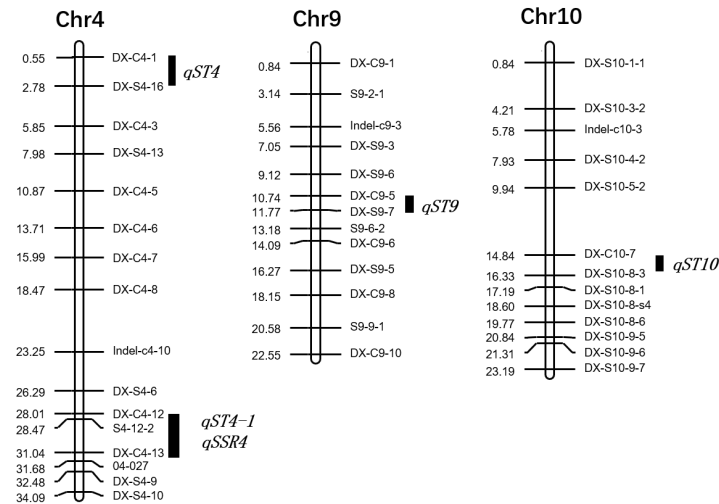 Chr4
0.55 DX-C4-1
2.78 DX-S4-16
qST4
5.85 DX-C4-3
7.98 DX-S4-13
10.87 DX-C4-5
13.71 DX-C4-6
15.99 DX-C4-7
18.47 DX-C4-8
23.25 Indel-c4-10
26.29 DX-S4-6
28.01 DX-C4-12
28.47 S4-12-2
31.04 DX-C4-13
qST4-1
qSSR4
31.68 04-027
32.48 DX-S4-9
34.09 DX-S4-10
Chr9
0.84 DX-C9-1
3.14 S9-2-1
5.56 Indel-c9-3
7.05 DX-S9-3
9.12 DX-S9-6
10.74 DX-C9-5
11.77 DX-S9-7
qST9
13.18 S9-6-2
14.09 DX-C9-6
16.27 DX-S9-5
18.15 DX-C9-8
20.58 S9-9-1
22.55 DX-C9-10
Chr10
0.84 DX-S10-1-1
4.21 DX-S10-3-2
5.78 Indel-c10-3
7.93 DX-S10-4-2
9.94 DX-S10-5-2
14.84 DX-C10-7
16.33 DX-S10-8-3
qST10
17.19 DX-S10-8-1
18.60 DX-S10-8-s4
19.77 DX-S10-8-6
20.84 DX-S10-9-5
21.31 DX-S10-9-6
23.19 DX-S10-9-7